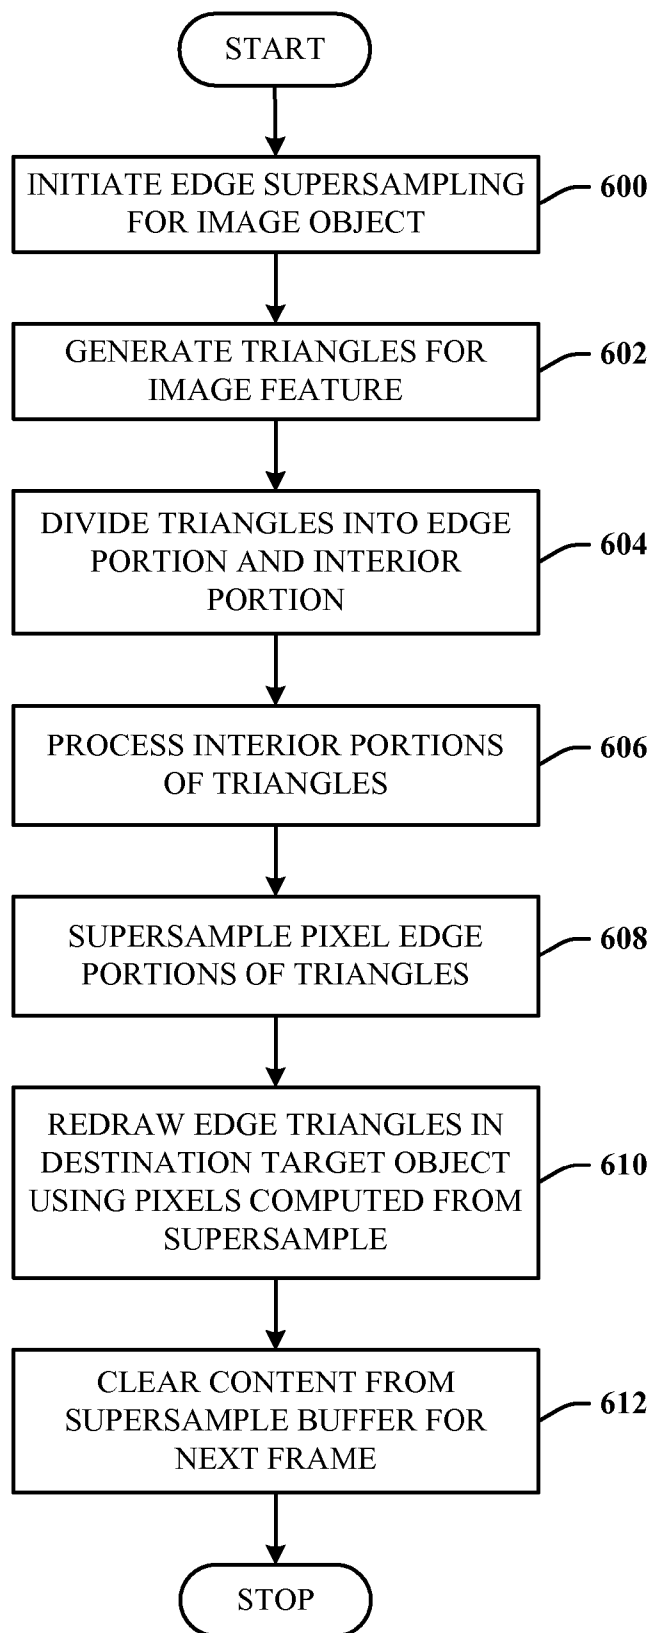 START
INITIATE EDGE SUPERSAMPLING
FOR IMAGE OBJECT
600
GENERATE TRIANGLES FOR
IMAGE FEATURE
602
DIVIDE TRIANGLES INTO EDGE
PORTION AND INTERIOR
PORTION
604
PROCESS INTERIOR PORTIONS
OF TRIANGLES
606
SUPERSAMPLE PIXEL EDGE
PORTIONS OF TRIANGLES
608
REDRAW EDGE TRIANGLES IN
DESTINATION TARGET OBJECT
USING PIXELS COMPUTED FROM
SUPERSAMPLE
610
CLEAR CONTENT FROM
SUPERSAMPLE BUFFER FOR
NEXT FRAME
612
STOP